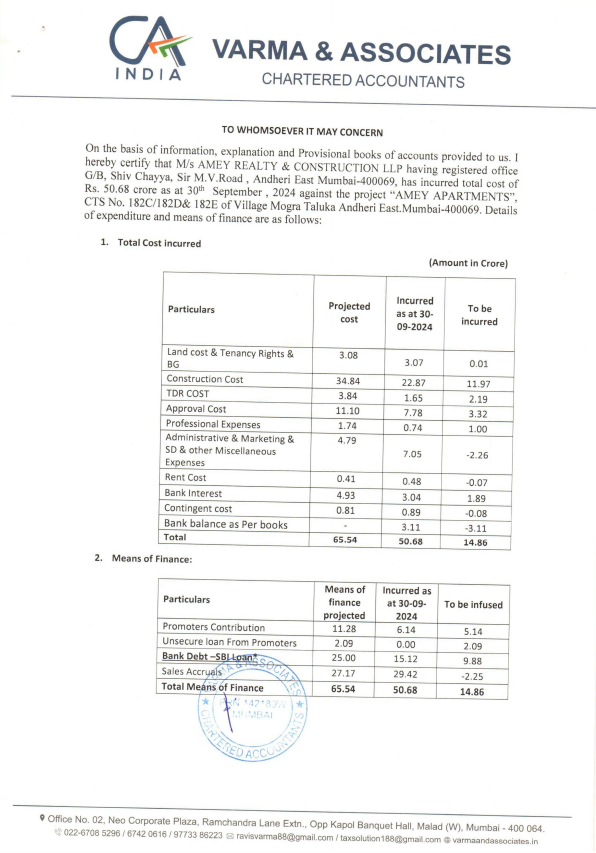 CA
INDIA
VARMA & ASSOCIATES
CHARTERED ACCOUNTANTS
TO WHOMSOEVER IT MAY CONCERN
On the basis of information, explanation and Provisional books of accounts provided to us. I
hereby certify that M/s AMEY REALTY & CONSTRUCTION LLP having registered office
G/B, Shiv Chayya, Sir M.V.Road , Andheri East Mumbai-400069, has incurred total cost of
Rs. 50.68 crore as at 30th September, 2024 against the project “AMEY APARTMENTS”,
CTS No. 182C/182D& 182E of Village Mogra Taluka Andheri East.Mumbai-400069. Details
of expenditure and means of finance are as follows:
1. Total Cost incurred
(Amount in Crore)
Particulars Projected cost Incurred as at 30-09-2024 To be incurred
Land cost & Tenancy Rights & BG 3.08 3.07 0.01
Construction Cost 34.84 22.87 11.97
TDR COST 3.84 1.65 2.19
Approval Cost 11.10 7.78 3.32
Professional Expenses 1.74 0.74 1.00
Administrative & Marketing & SD & other Miscellaneous Expenses 4.79 7.05 -2.26
Rent Cost 0.41 0.48 -0.07
Bank Interest 4.93 3.04 1.89
Contingent cost 0.81 0.89 -0.08
Bank balance as Per books - 3.11 -3.11
Total 65.54 50.68 14.86
2. Means of Finance:
Particulars Means of finance projected Incurred as at 30-09-2024 To be infused
Promoters Contribution 11.28 6.14 5.14
Unsecure loan From Promoters 2.09 0.00 2.09
Bank Debt –SBI Loan* 25.00 15.12 9.88
Sales Accruals 27.17 29.42 -2.25
Total Means of Finance 65.54 50.68 14.86
VARMA & ASSOCIATES
MUMBAI
CHARTERED ACCOUNTANTS
Office No. 02, Neo Corporate Plaza, Ramchandra Lane Extn., Opp Kapol Banquet Hall, Malad (W), Mumbai - 400 064.
022-6708 5296 / 6742 0616 / 97733 86223 ravisvarma88@gmail.com / taxsolution188@gmail.com @ varmaandassociates.in